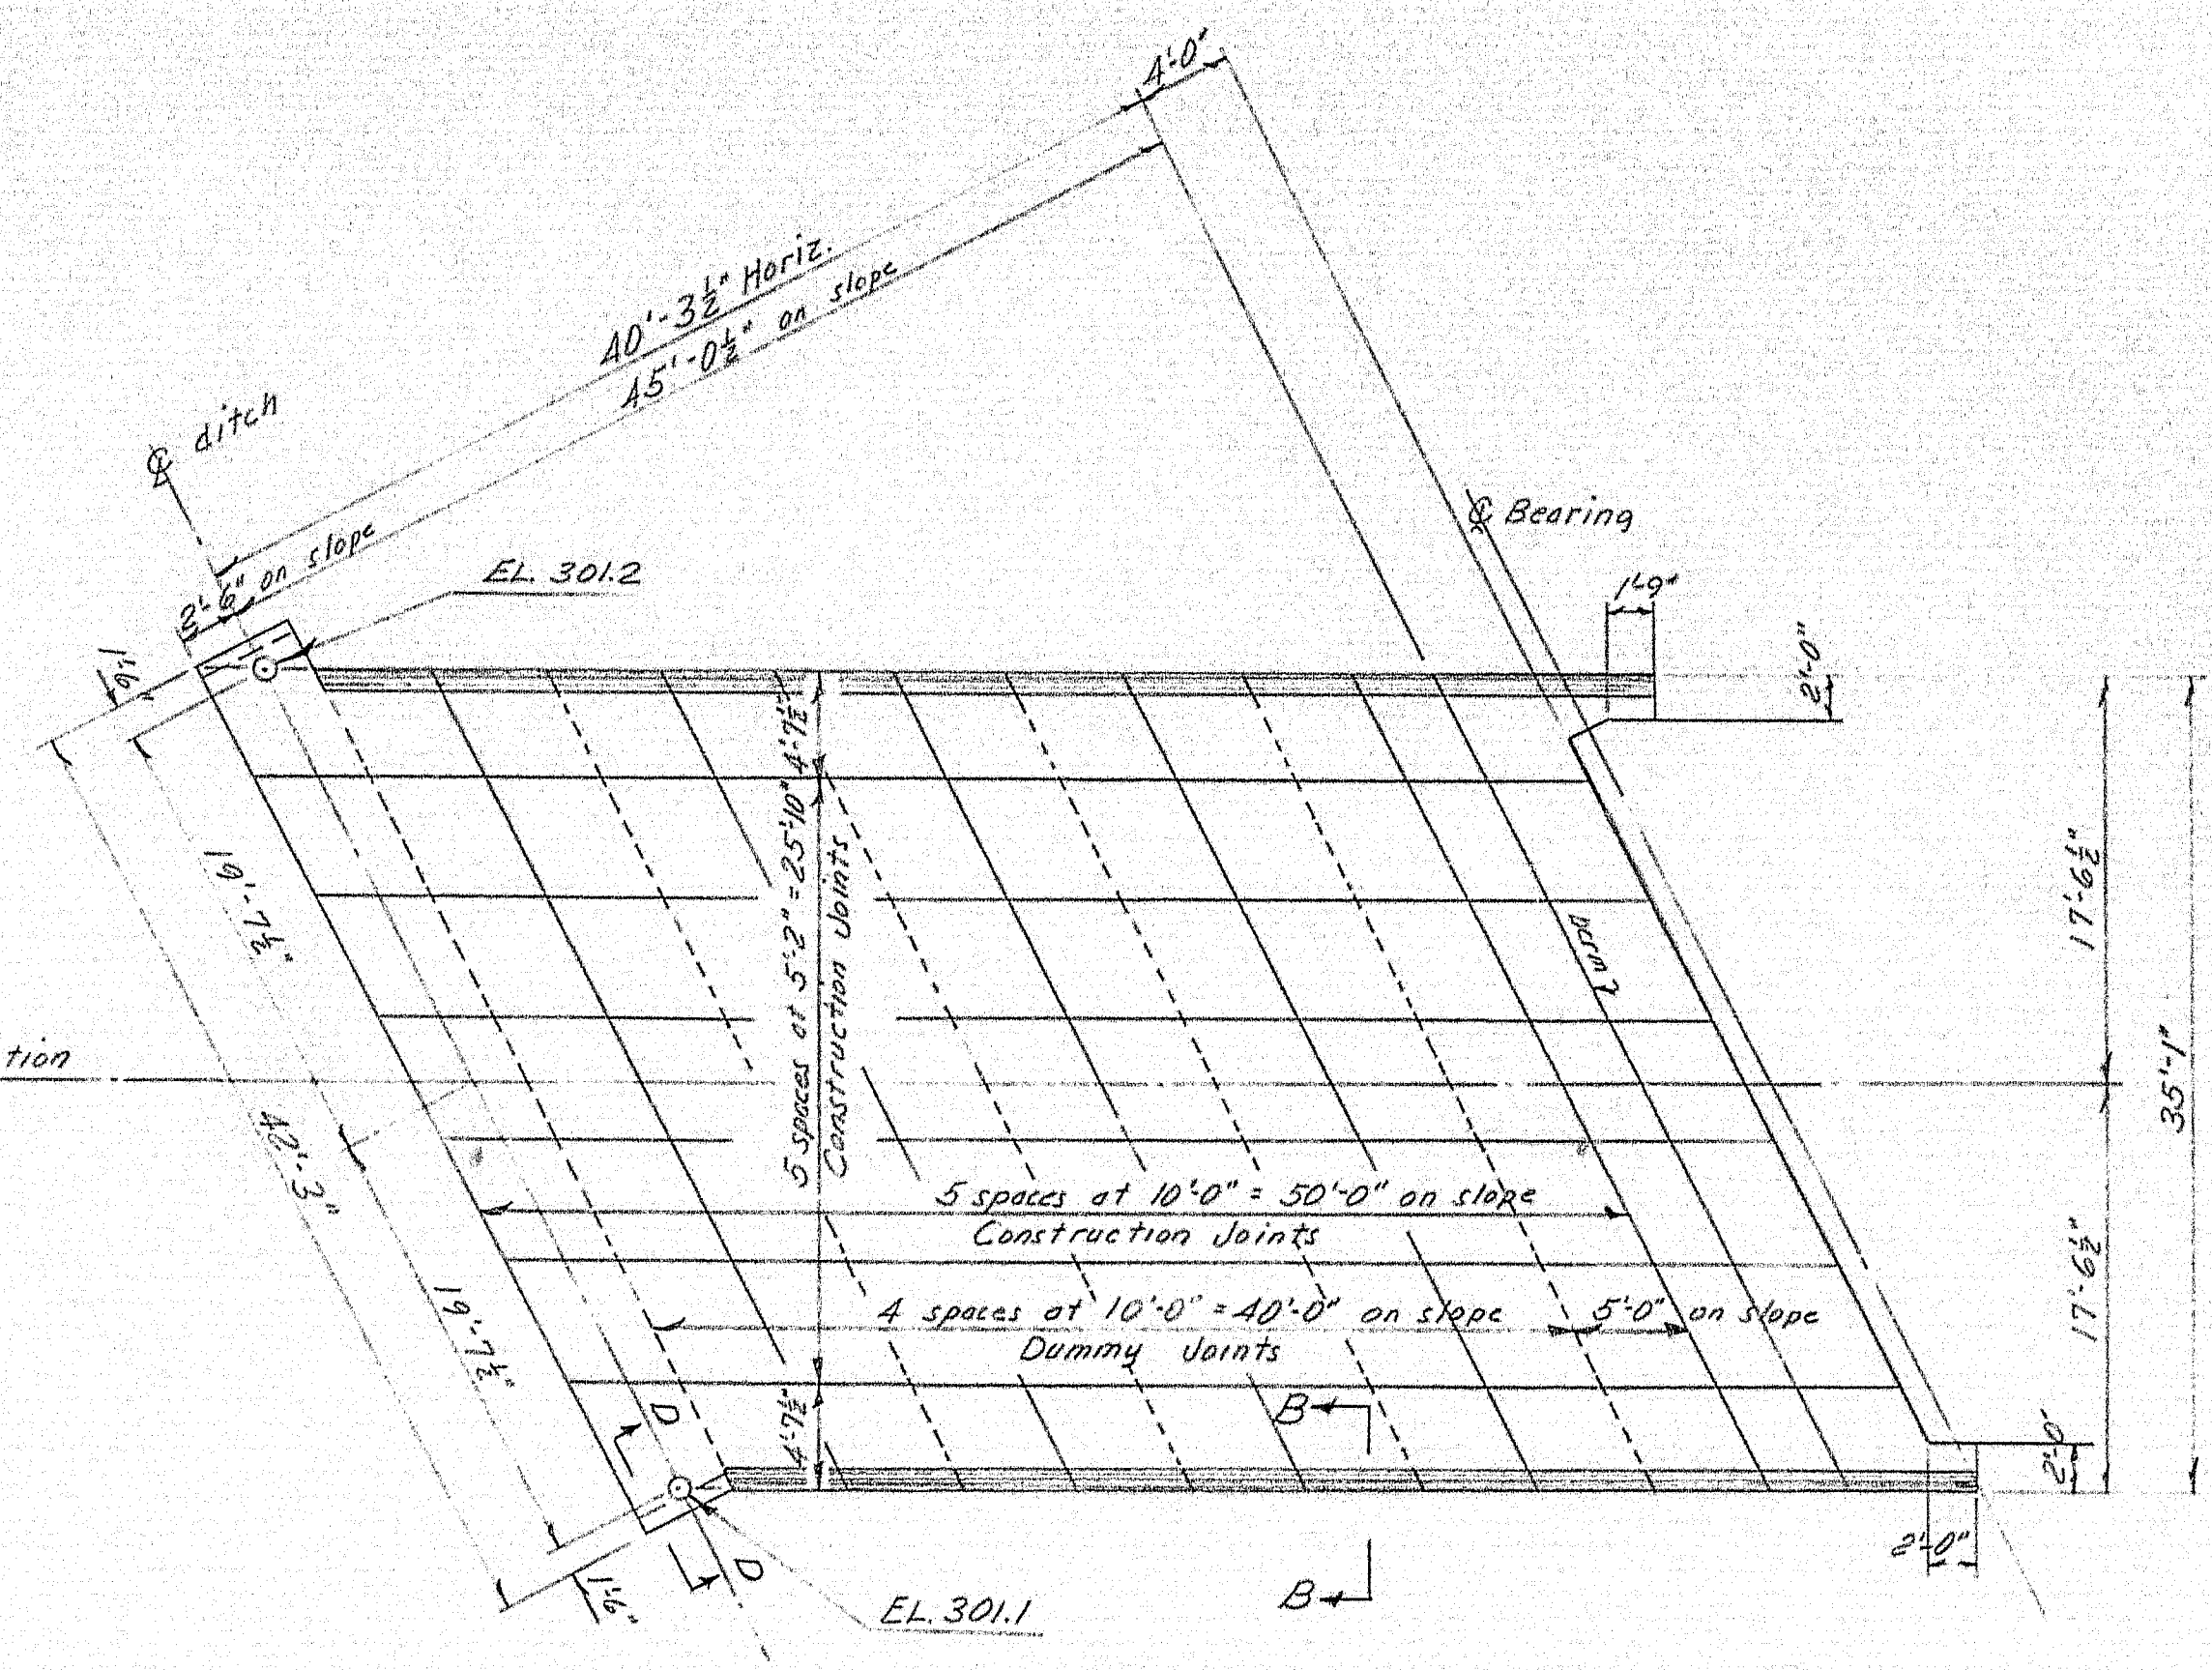 4'-0"
40'-3½" Horiz.
45'-0½" on slope
℄ ditch
2'-6" on slope
EL. 301.2
℄ Bearing
1'-9"
2'-0"
1'-6"
4'-7½"
5 spaces at 5'-2" = 25'-10"
Construction Joints
19'-7½"
17'-6½"
Berm
tion
35'-1"
42'-3"
5 spaces at 10'-0" = 50'-0" on slope
Construction Joints
17'-6½"
19'-7½"
4 spaces at 10'-0" = 40'-0" on slope
5'-0" on slope
Dummy Joints
4'-7½"
D
B
2'-0"
2'-0"
D
B
1'-6"
EL. 301.1